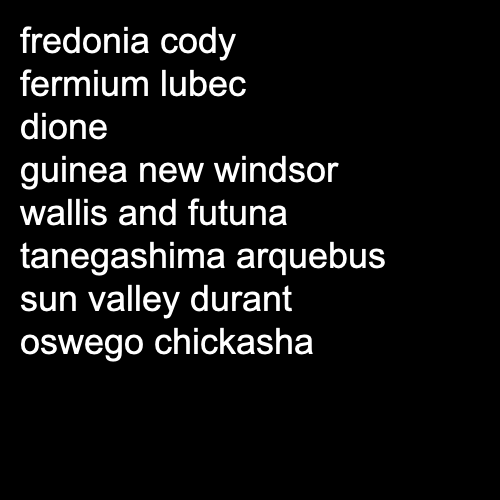 fredonia cody
fermium lubec
dione
guinea new windsor
wallis and futuna
tanegashima arquebus
sun valley durant
oswego chickasha